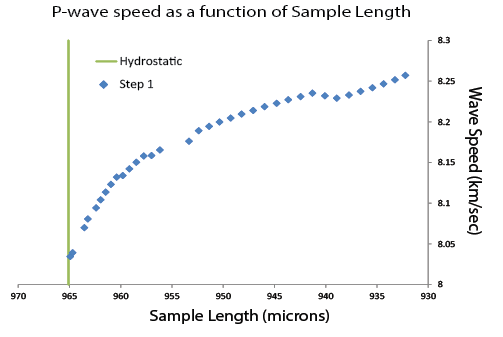 P-wave speed as a function of Sample Length
Hydrostatic
Step 1
8.3
8.25
8.2
8.15
8.1
8.05
8
Wave Speed (km/sec)
970 965 960 955 950 945 940 935 930
Sample Length (microns)